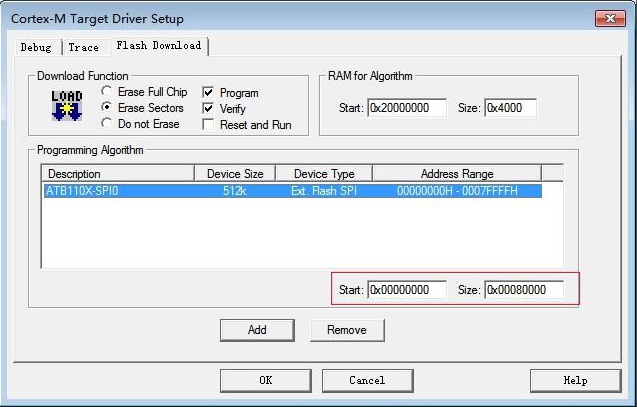 Cortex-M Target Driver Setup
Debug Trace Flash Download
Download Function
LOAD
Erase Full Chip
Erase Sectors
Do not Erase
Program
Verify
Reset and Run
RAM for Algorithm
Start: 0x20000000 Size: 0x4000
Programming Algorithm
Description Device Size Device Type Address Range
ATB110X-SPI0 512k Ext. Flash SPI 00000000H - 0007FFFFH
Start: 0x00000000 Size: 0x00080000
Add Remove
OK Cancel Help